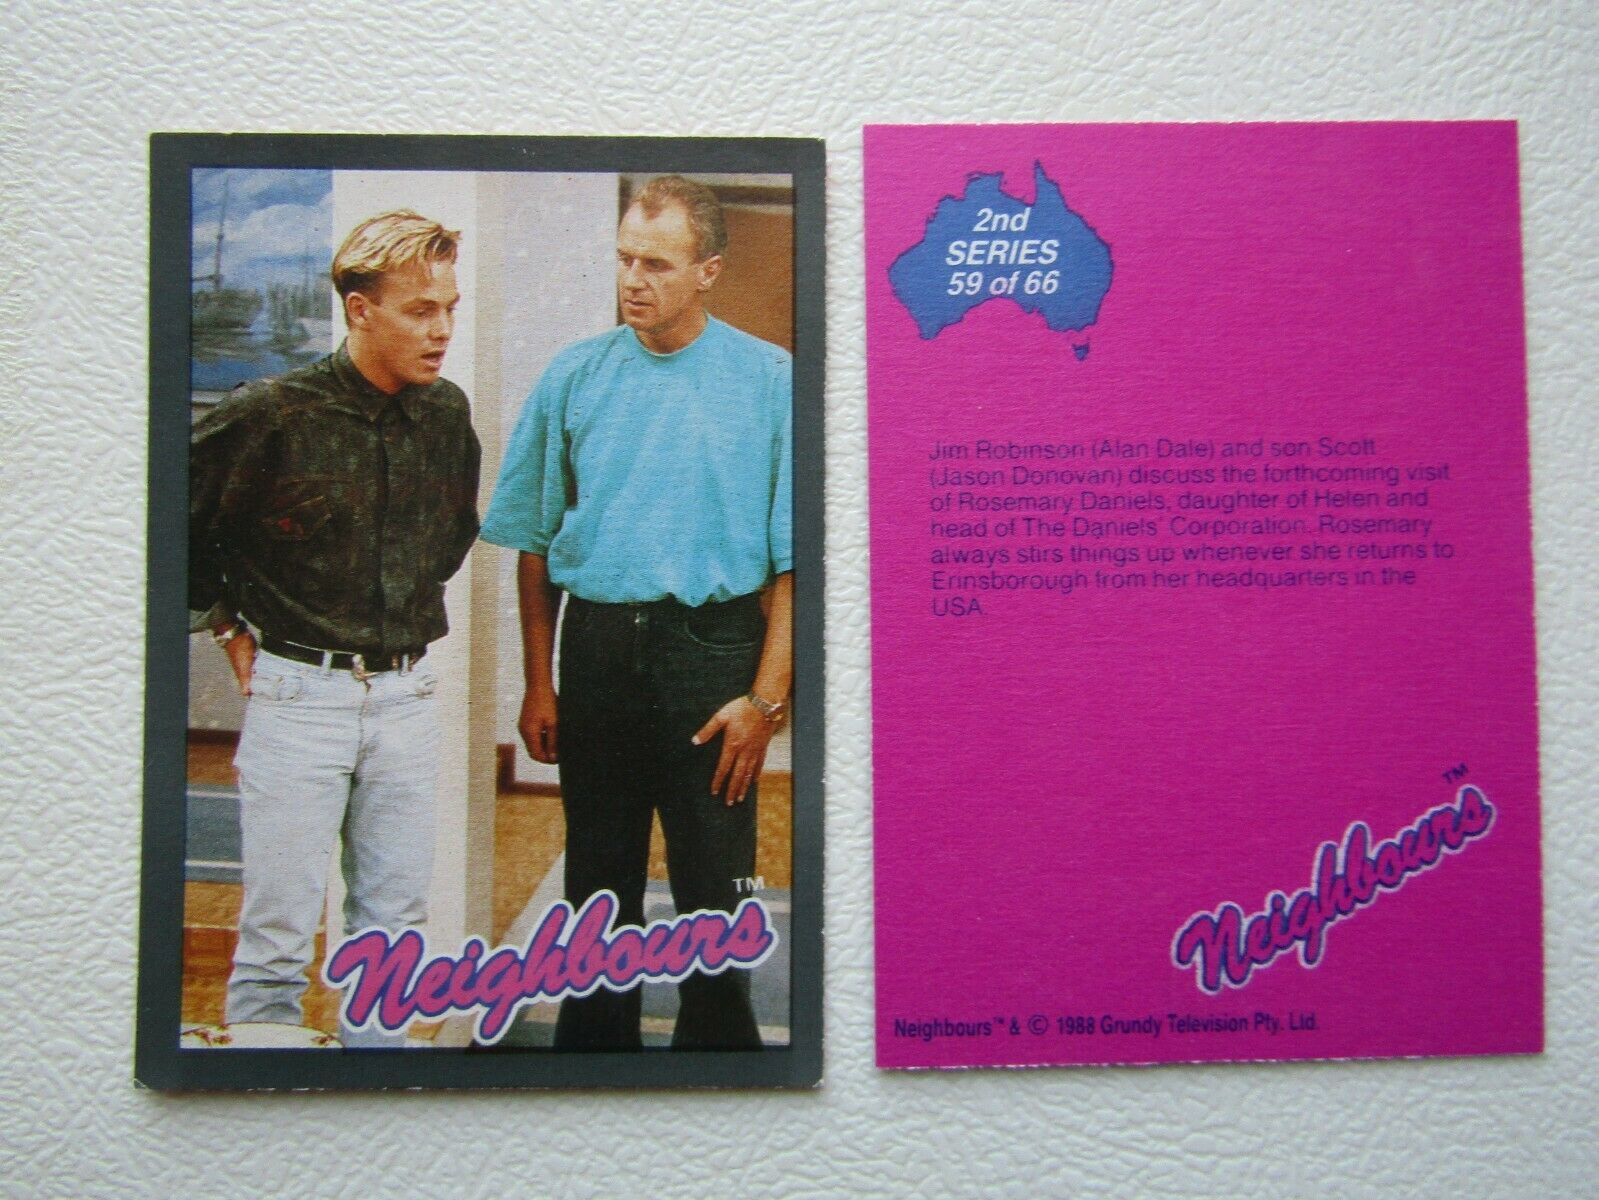 TM
Neighbours
2nd
SERIES
59 of 66
Jim Robinson (Alan Dale) and son Scott
(Jason Donovan) discuss the forthcoming visit
of Rosemary Daniels, daughter of Helen and
head of The Daniels' Corporation. Rosemary
always stirs things up whenever she returns to
Erinsborough from her headquarters in the
USA.
TM
Neighbours
Neighbours™ & © 1988 Grundy Television Pty. Ltd.